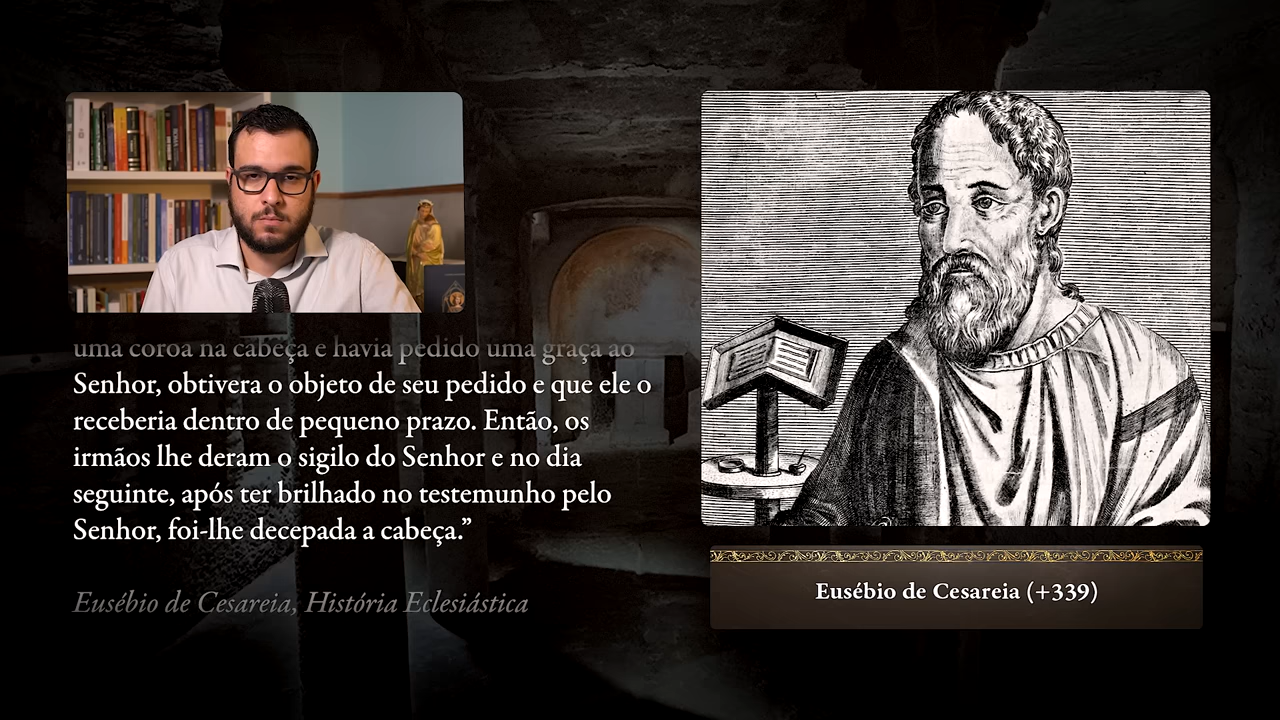 uma coroa na cabeça e havia pedido uma graça ao
Senhor, obtivera o objeto de seu pedido e que ele o
receberia dentro de pequeno prazo. Então, os
irmãos lhe deram o sigilo do Senhor e no dia
seguinte, após ter brilhado no testemunho pelo
Senhor, foi-lhe decepada a cabeça.”
Eusébio de Cesareia, História Eclesiástica
Eusébio de Cesareia (+339)